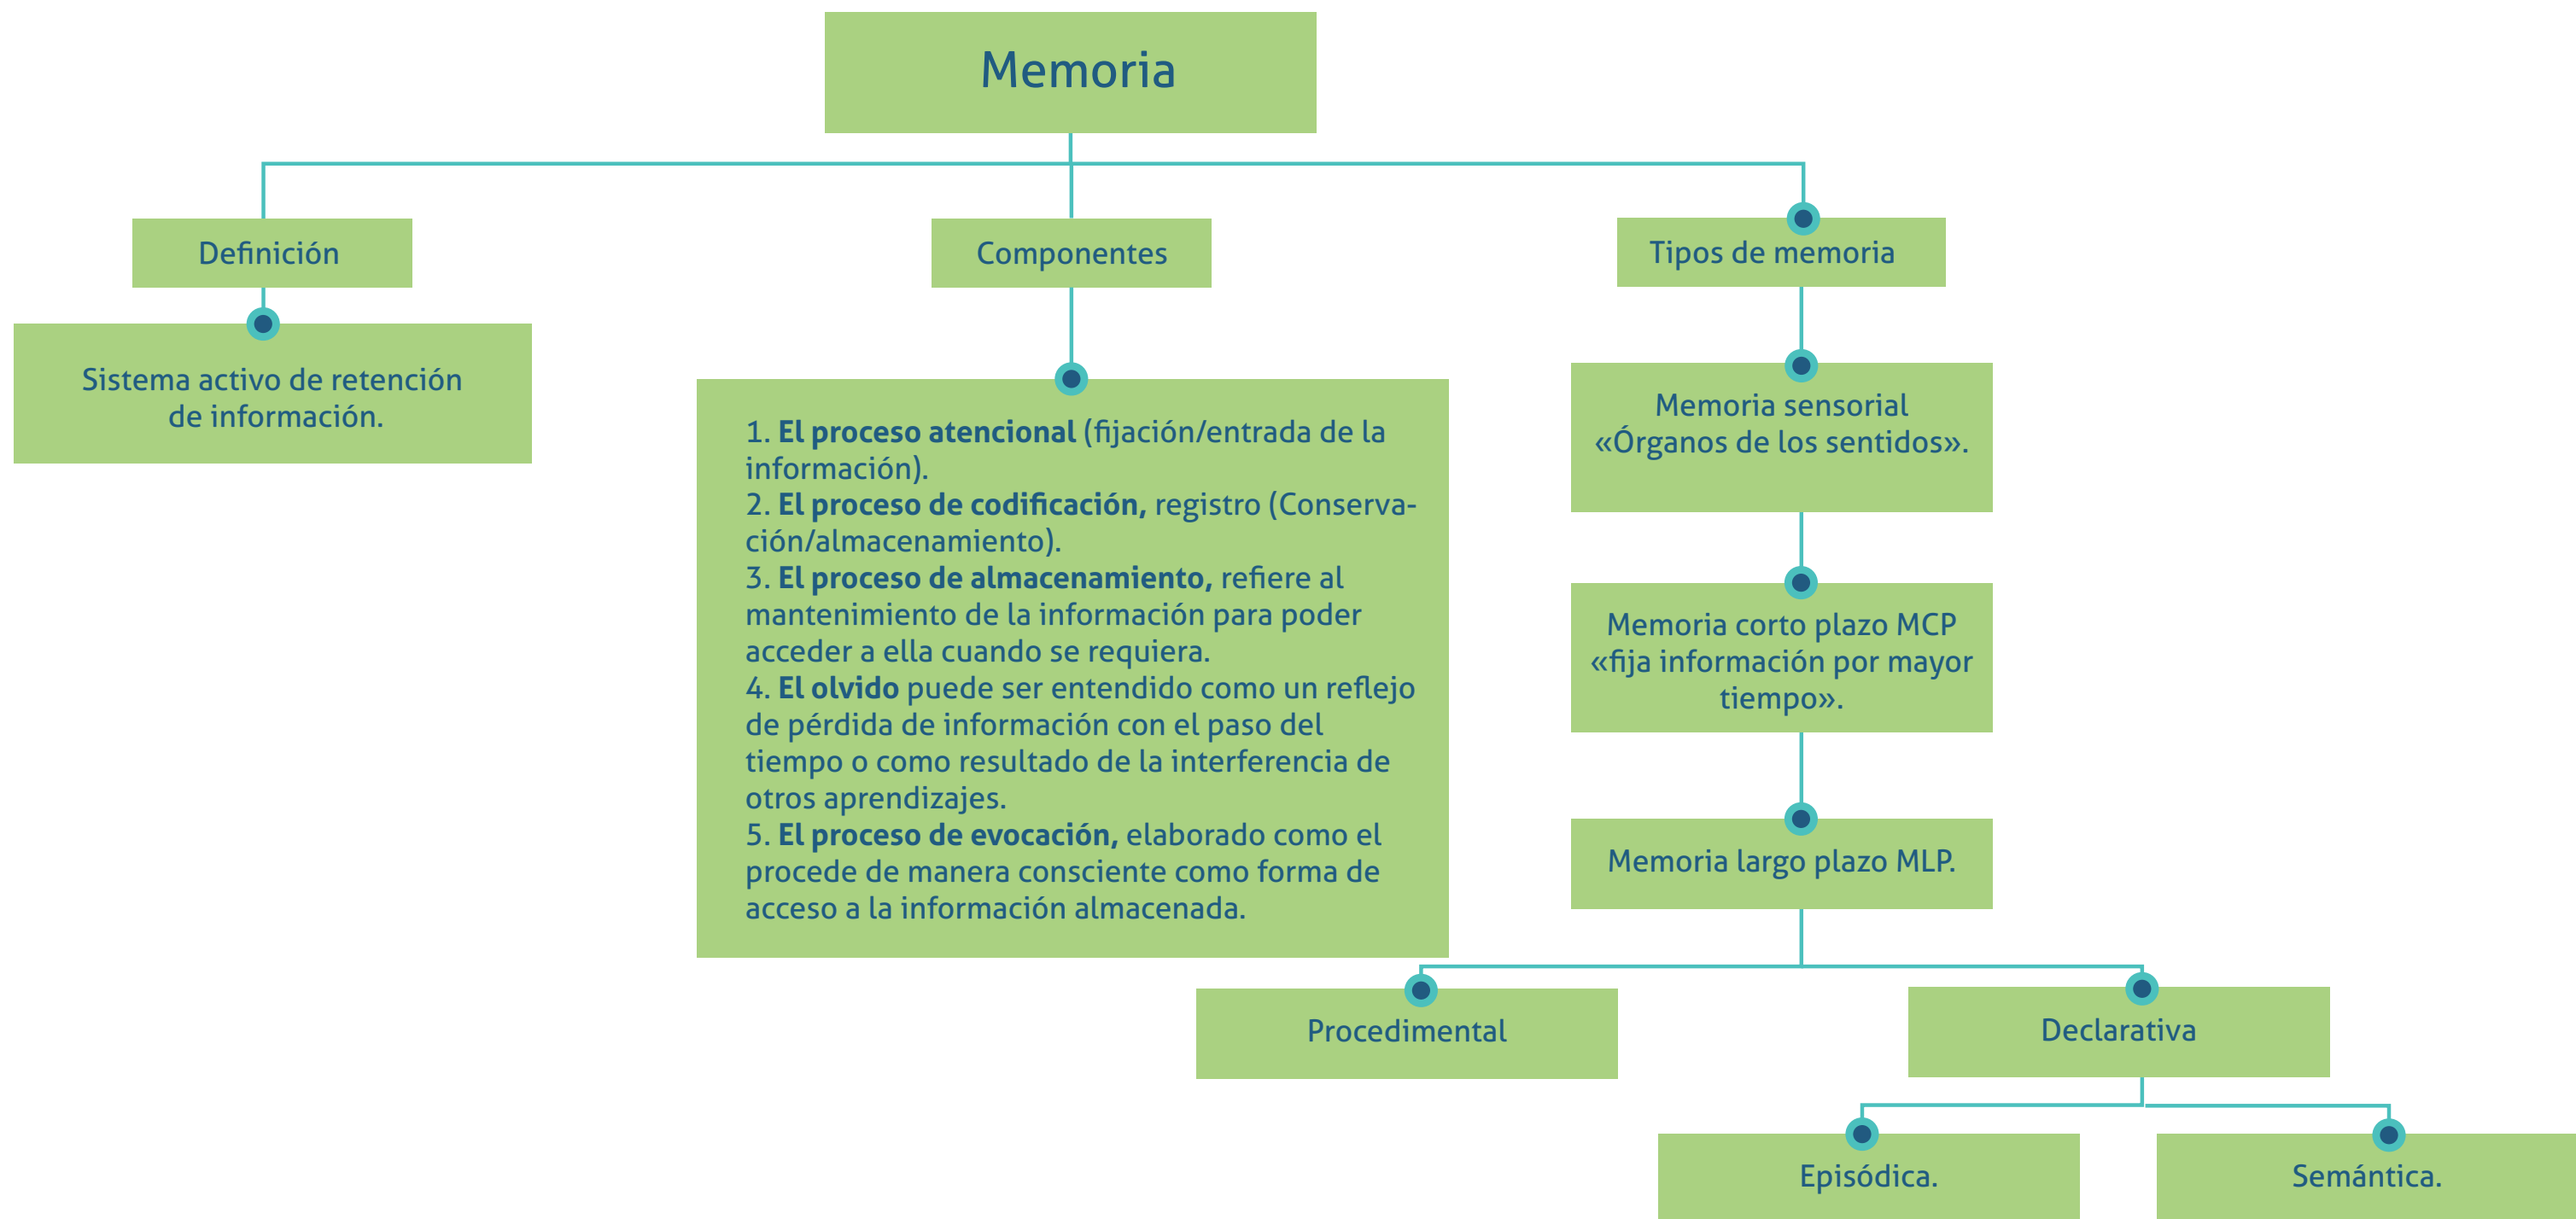 Memoria
Definición
Componentes
Tipos de memoria
Sistema activo de retención
de información.
1. El proceso atencional (fijación/entrada de la
información).
2. El proceso de codificación, registro (Conserva-
ción/almacenamiento).
3. El proceso de almacenamiento, refiere al
mantenimiento de la información para poder
acceder a ella cuando se requiera.
4. El olvido puede ser entendido como un reflejo
de pérdida de información con el paso del
tiempo o como resultado de la interferencia de
otros aprendizajes.
5. El proceso de evocación, elaborado como el
procede de manera consciente como forma de
acceso a la información almacenada.
Memoria sensorial
«Órganos de los sentidos».
Memoria corto plazo MCP
«fija información por mayor
tiempo».
Memoria largo plazo MLP.
Procedimental
Declarativa
Episódica.
Semántica.